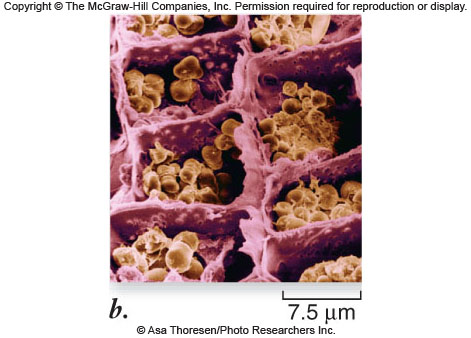 Copyright © The McGraw-Hill Companies, Inc. Permission required for reproduction or display.
b.
7.5 µm
© Asa Thoresen/Photo Researchers Inc.